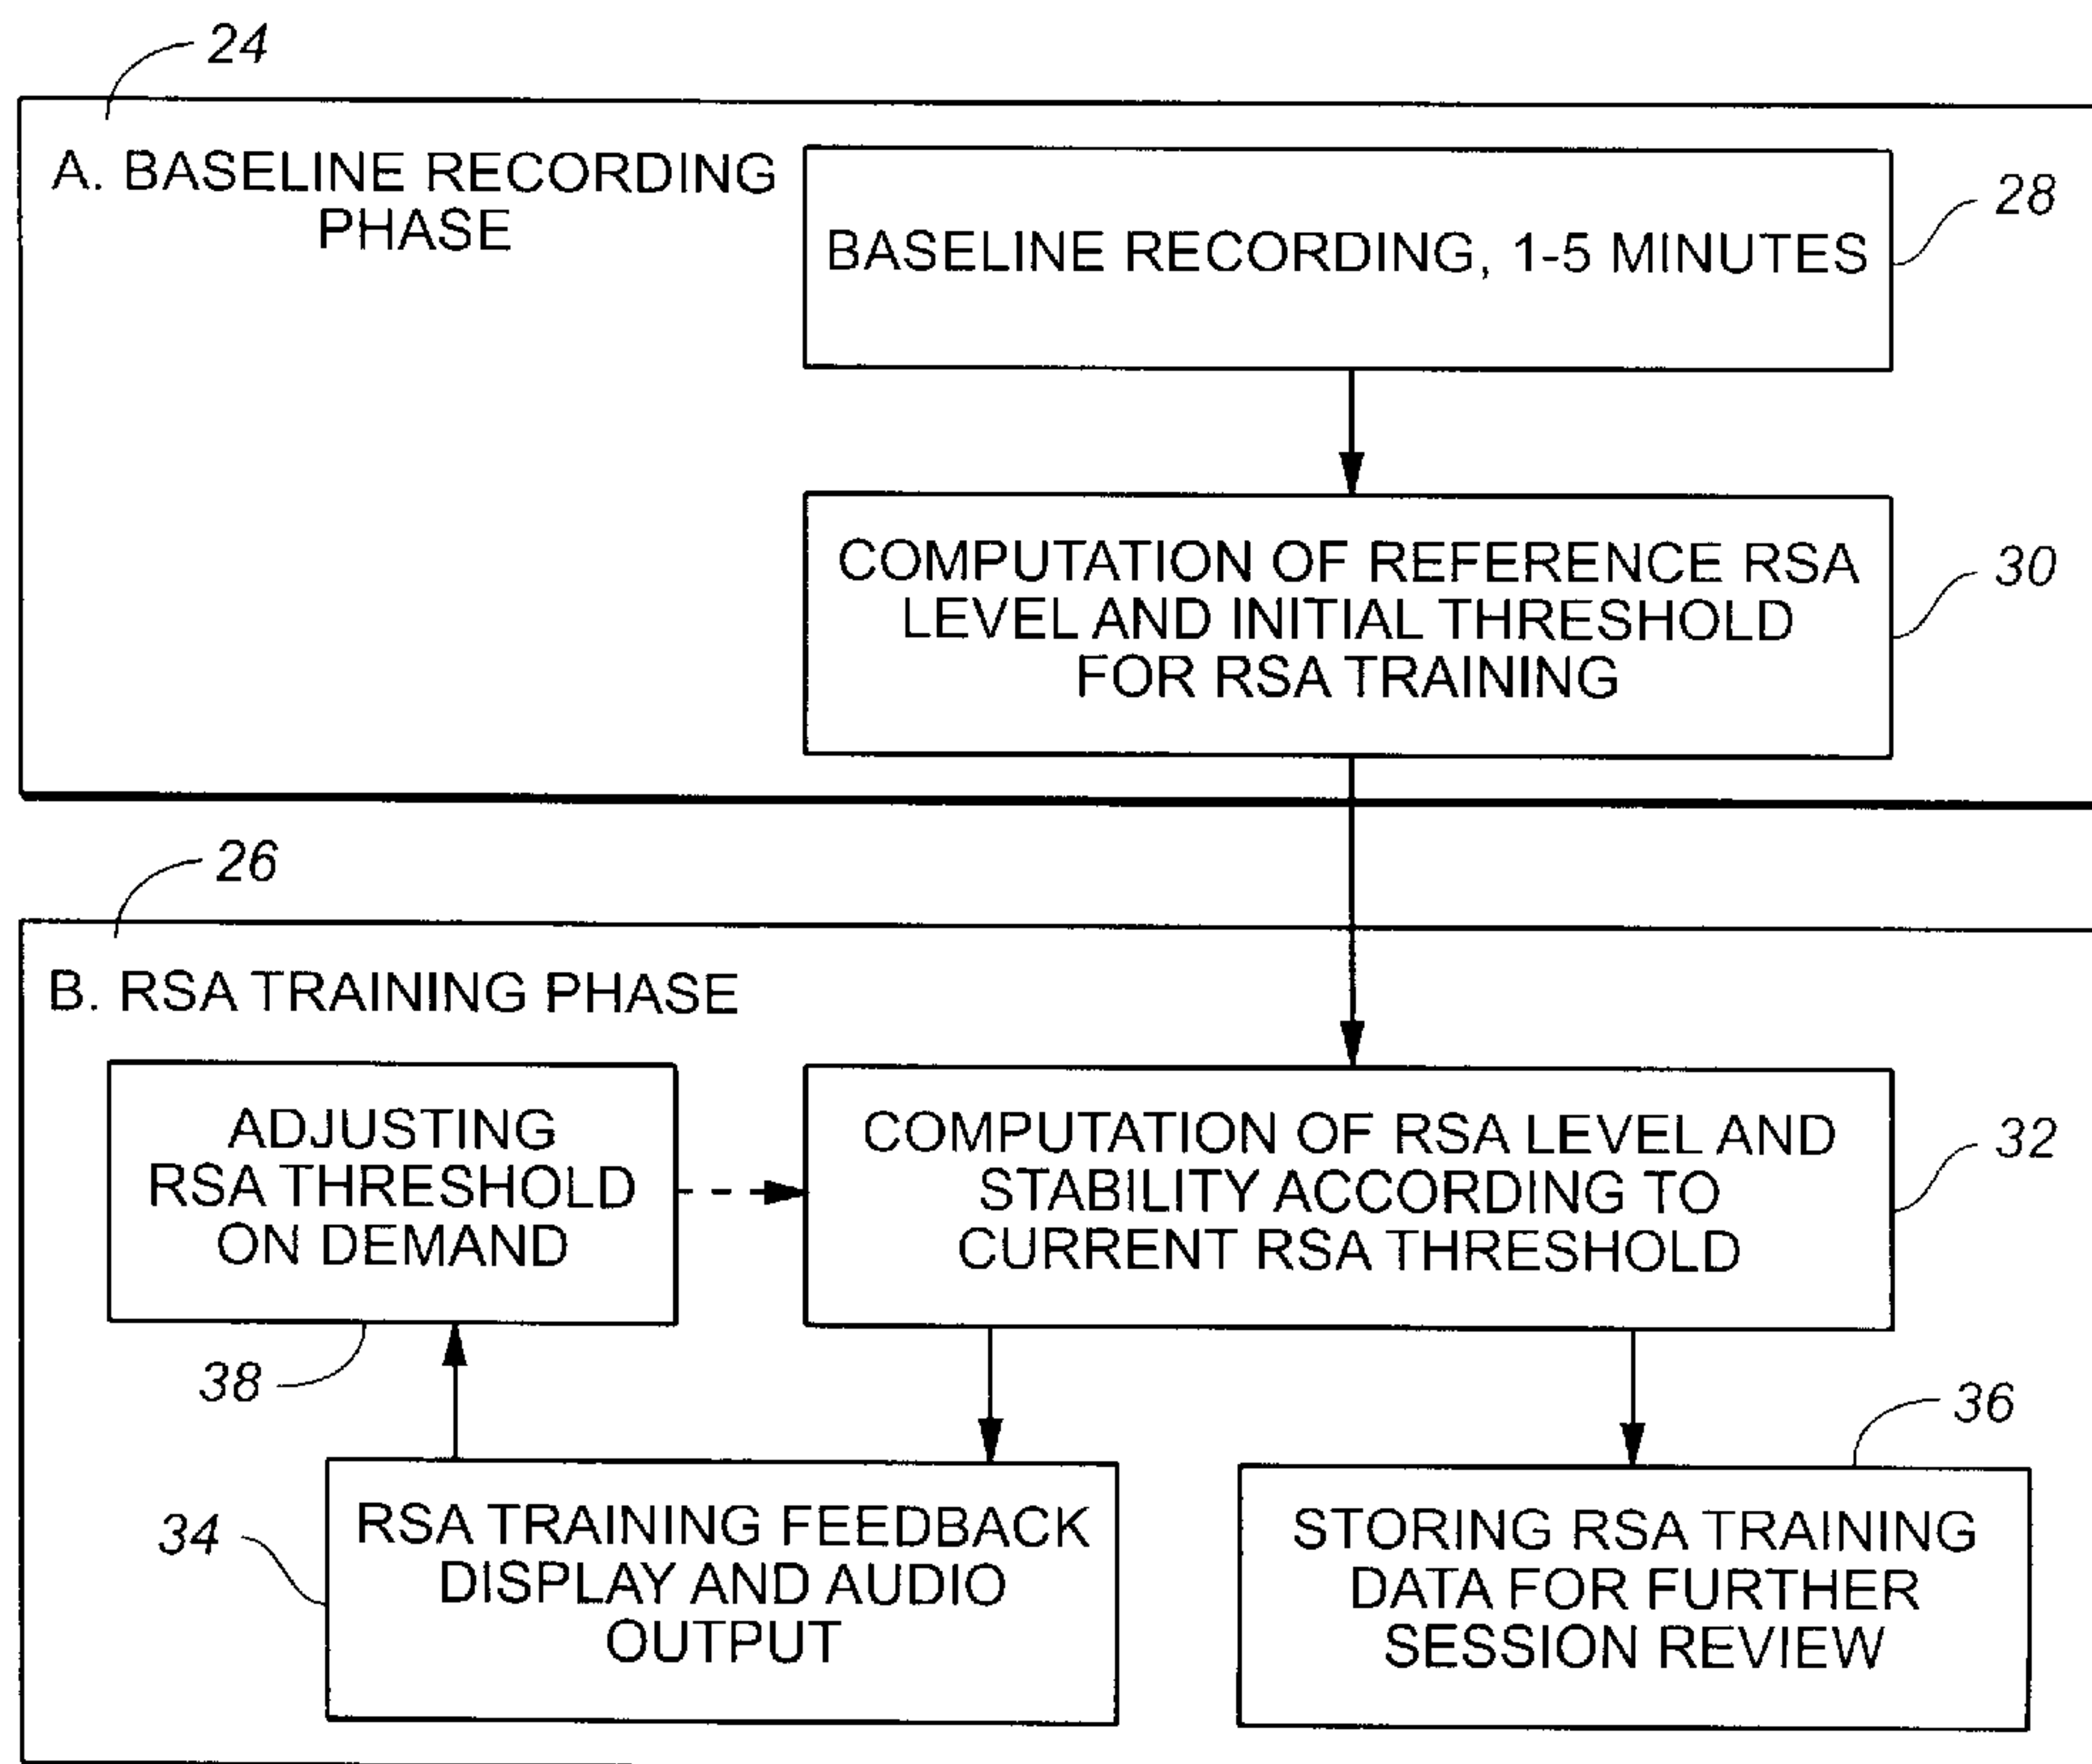 24
A. BASELINE RECORDING
PHASE
BASELINE RECORDING, 1-5 MINUTES
28
COMPUTATION OF REFERENCE RSA
LEVEL AND INITIAL THRESHOLD
FOR RSA TRAINING
30
26
B. RSA TRAINING PHASE
ADJUSTING
RSA THRESHOLD
ON DEMAND
38
COMPUTATION OF RSA LEVEL AND
STABILITY ACCORDING TO
CURRENT RSA THRESHOLD
32
34
RSA TRAINING FEEDBACK
DISPLAY AND AUDIO
OUTPUT
36
STORING RSA TRAINING
DATA FOR FURTHER
SESSION REVIEW